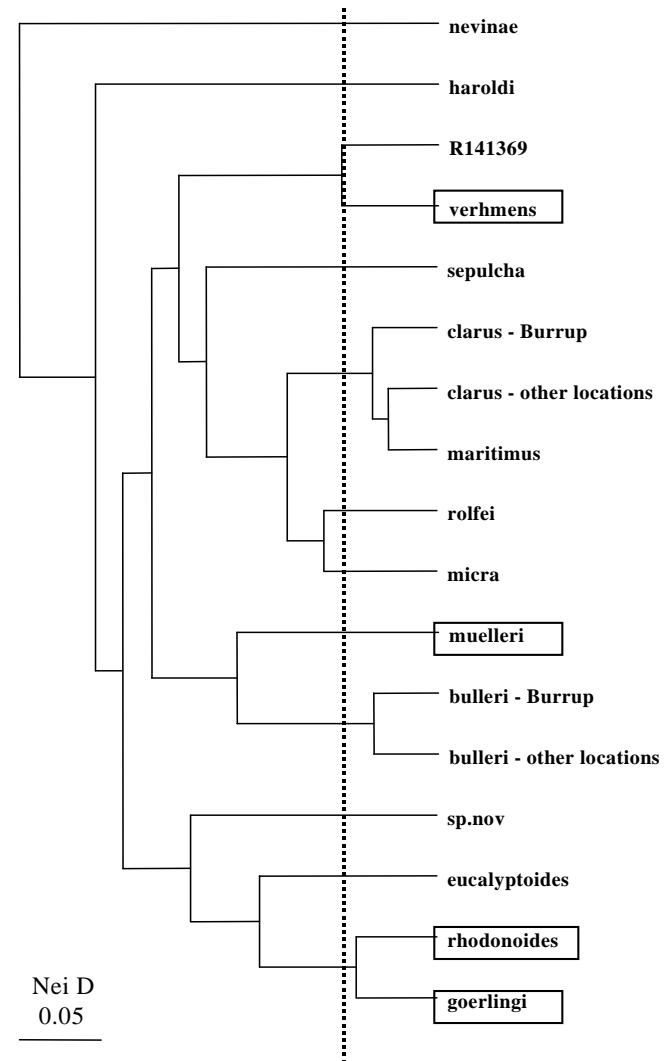 nevinae
haroldi
R141369
verhmens
sepulcha
clarus - Burrup
clarus - other locations
maritimus
rolfei
micra
muelleri
bulleri - Burrup
bulleri - other locations
sp.nov
eucalyptoides
rhodonoides
goerlingi
Nei D
0.05